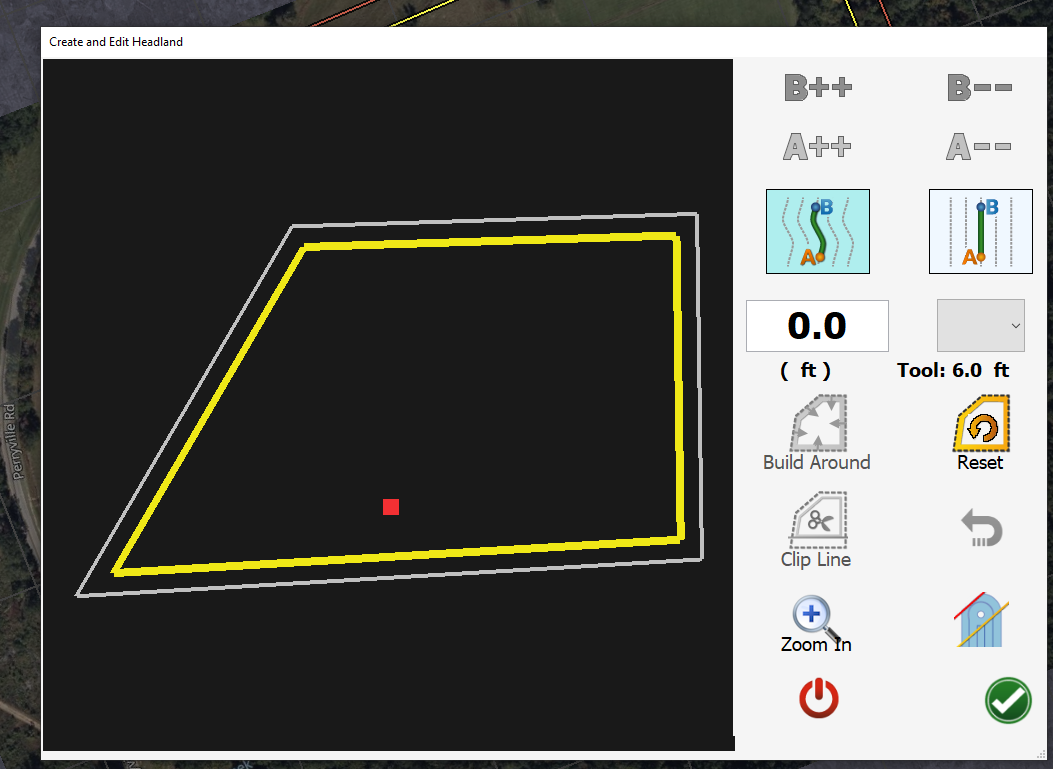 Create and Edit Headland
B++
B--
A++
A--
B
A
B
A
0.0
( ft )
Tool: 6.0 ft
Build Around
Reset
Clip Line
Zoom In
Perryville Rd